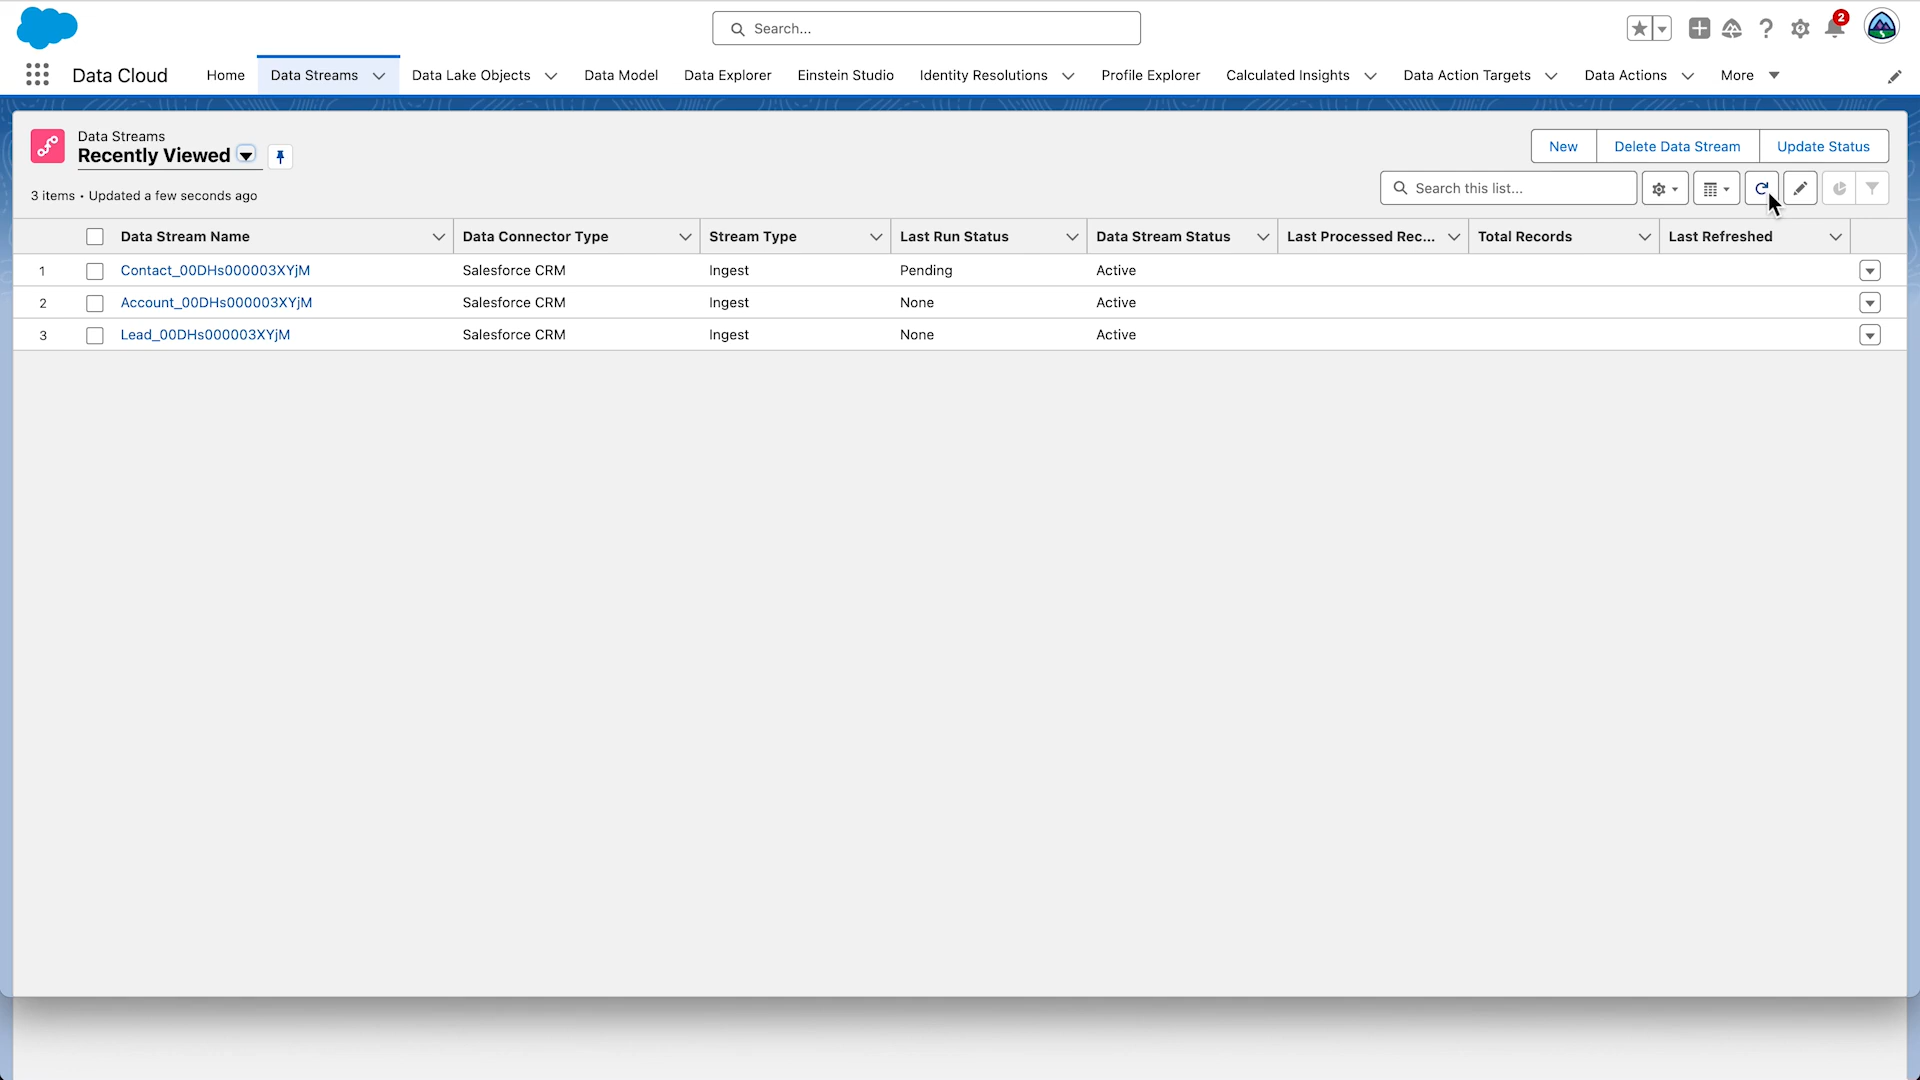 Search...
2
Data Cloud
Home
Data Streams
Data Lake Objects
Data Model
Data Explorer
Einstein Studio
Identity Resolutions
Profile Explorer
Calculated Insights
Data Action Targets
Data Actions
More
Data Streams
Recently Viewed
New
Delete Data Stream
Update Status
3 items • Updated a few seconds ago
Search this list...
Data Stream Name Data Connector Type Stream Type Last Run Status Data Stream Status Last Processed Rec... Total Records Last Refreshed
1 Contact_00DHs000003XYjM Salesforce CRM Ingest Pending Active
2 Account_00DHs000003XYjM Salesforce CRM Ingest None Active
3 Lead_00DHs000003XYjM Salesforce CRM Ingest None Active